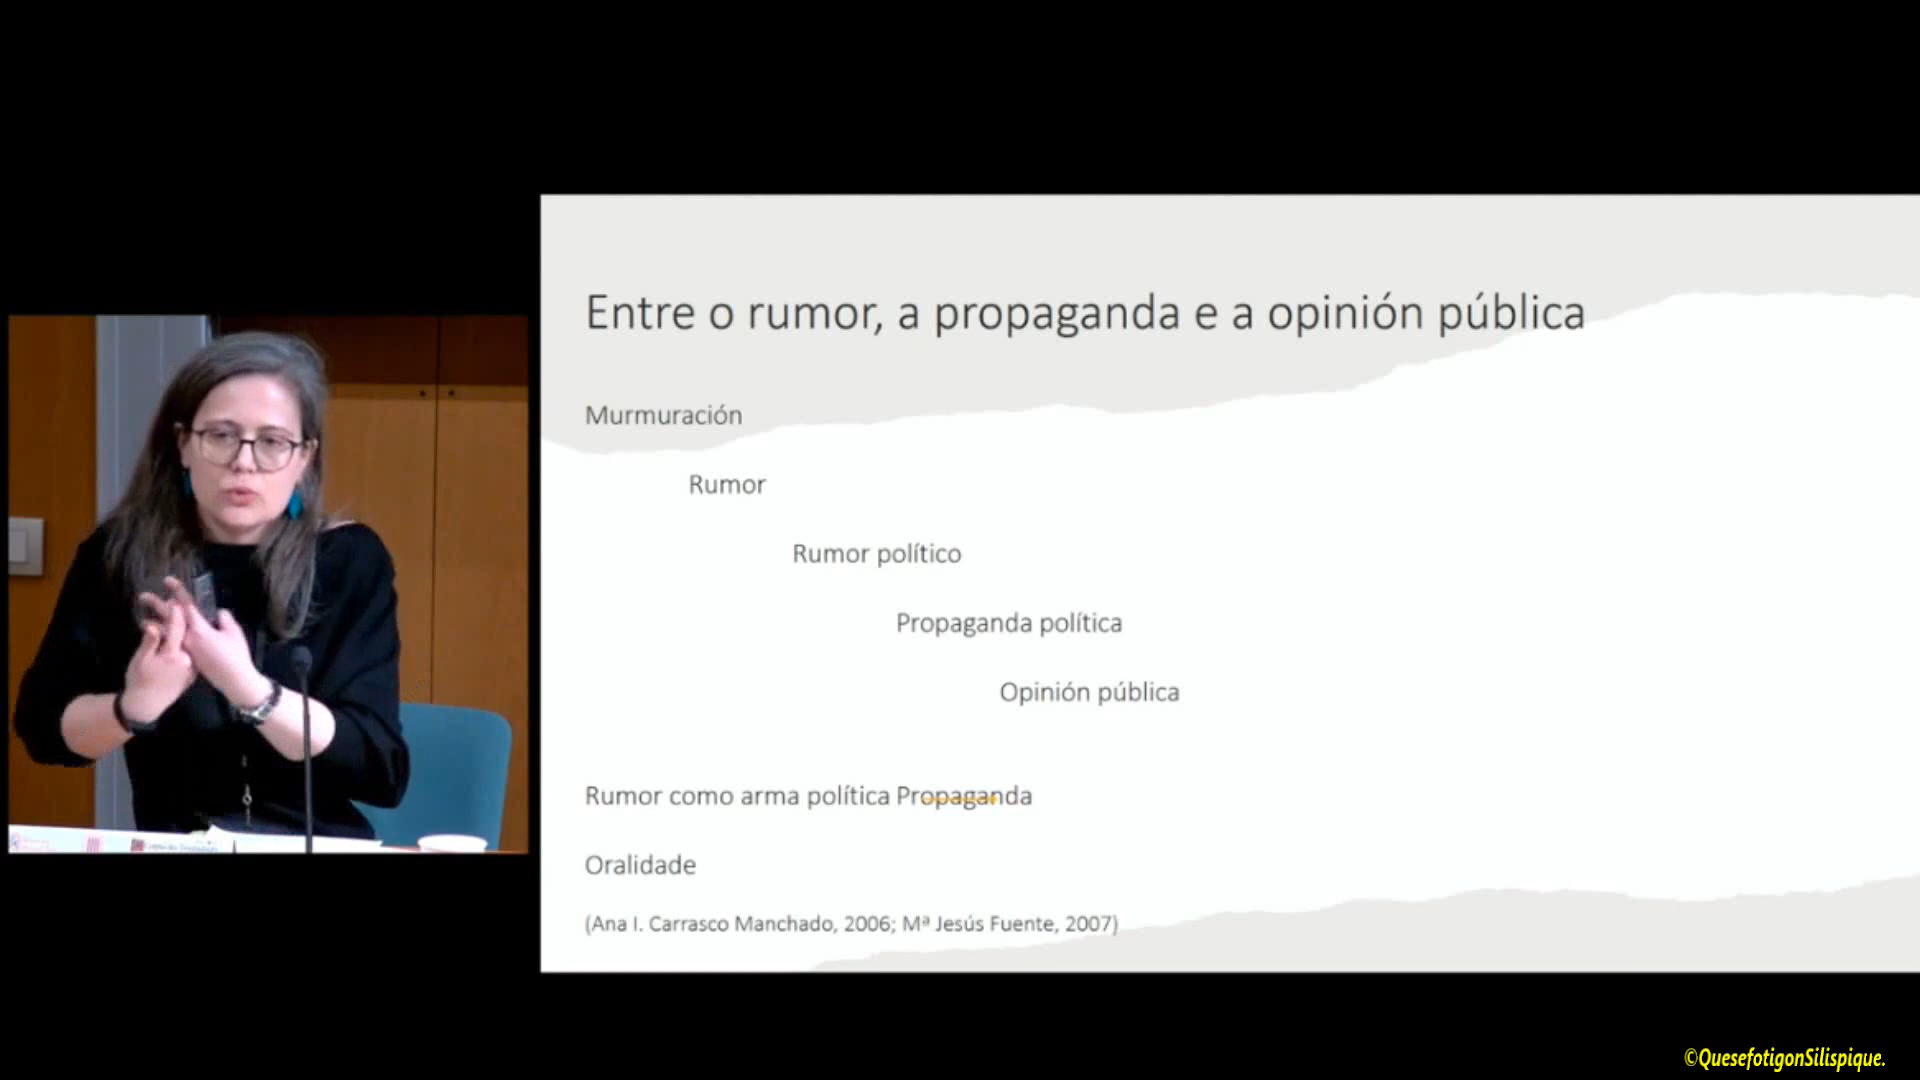 Entre o rumor, a propaganda e a opinión pública
Murmuración
Rumor
Rumor político
Propaganda política
Opinión pública
Rumor como arma política Propaganda
Oralidade
(Ana I. Carrasco Manchado, 2006; Mª Jesús Fuente, 2007)
©QuesefotigonSilispique.